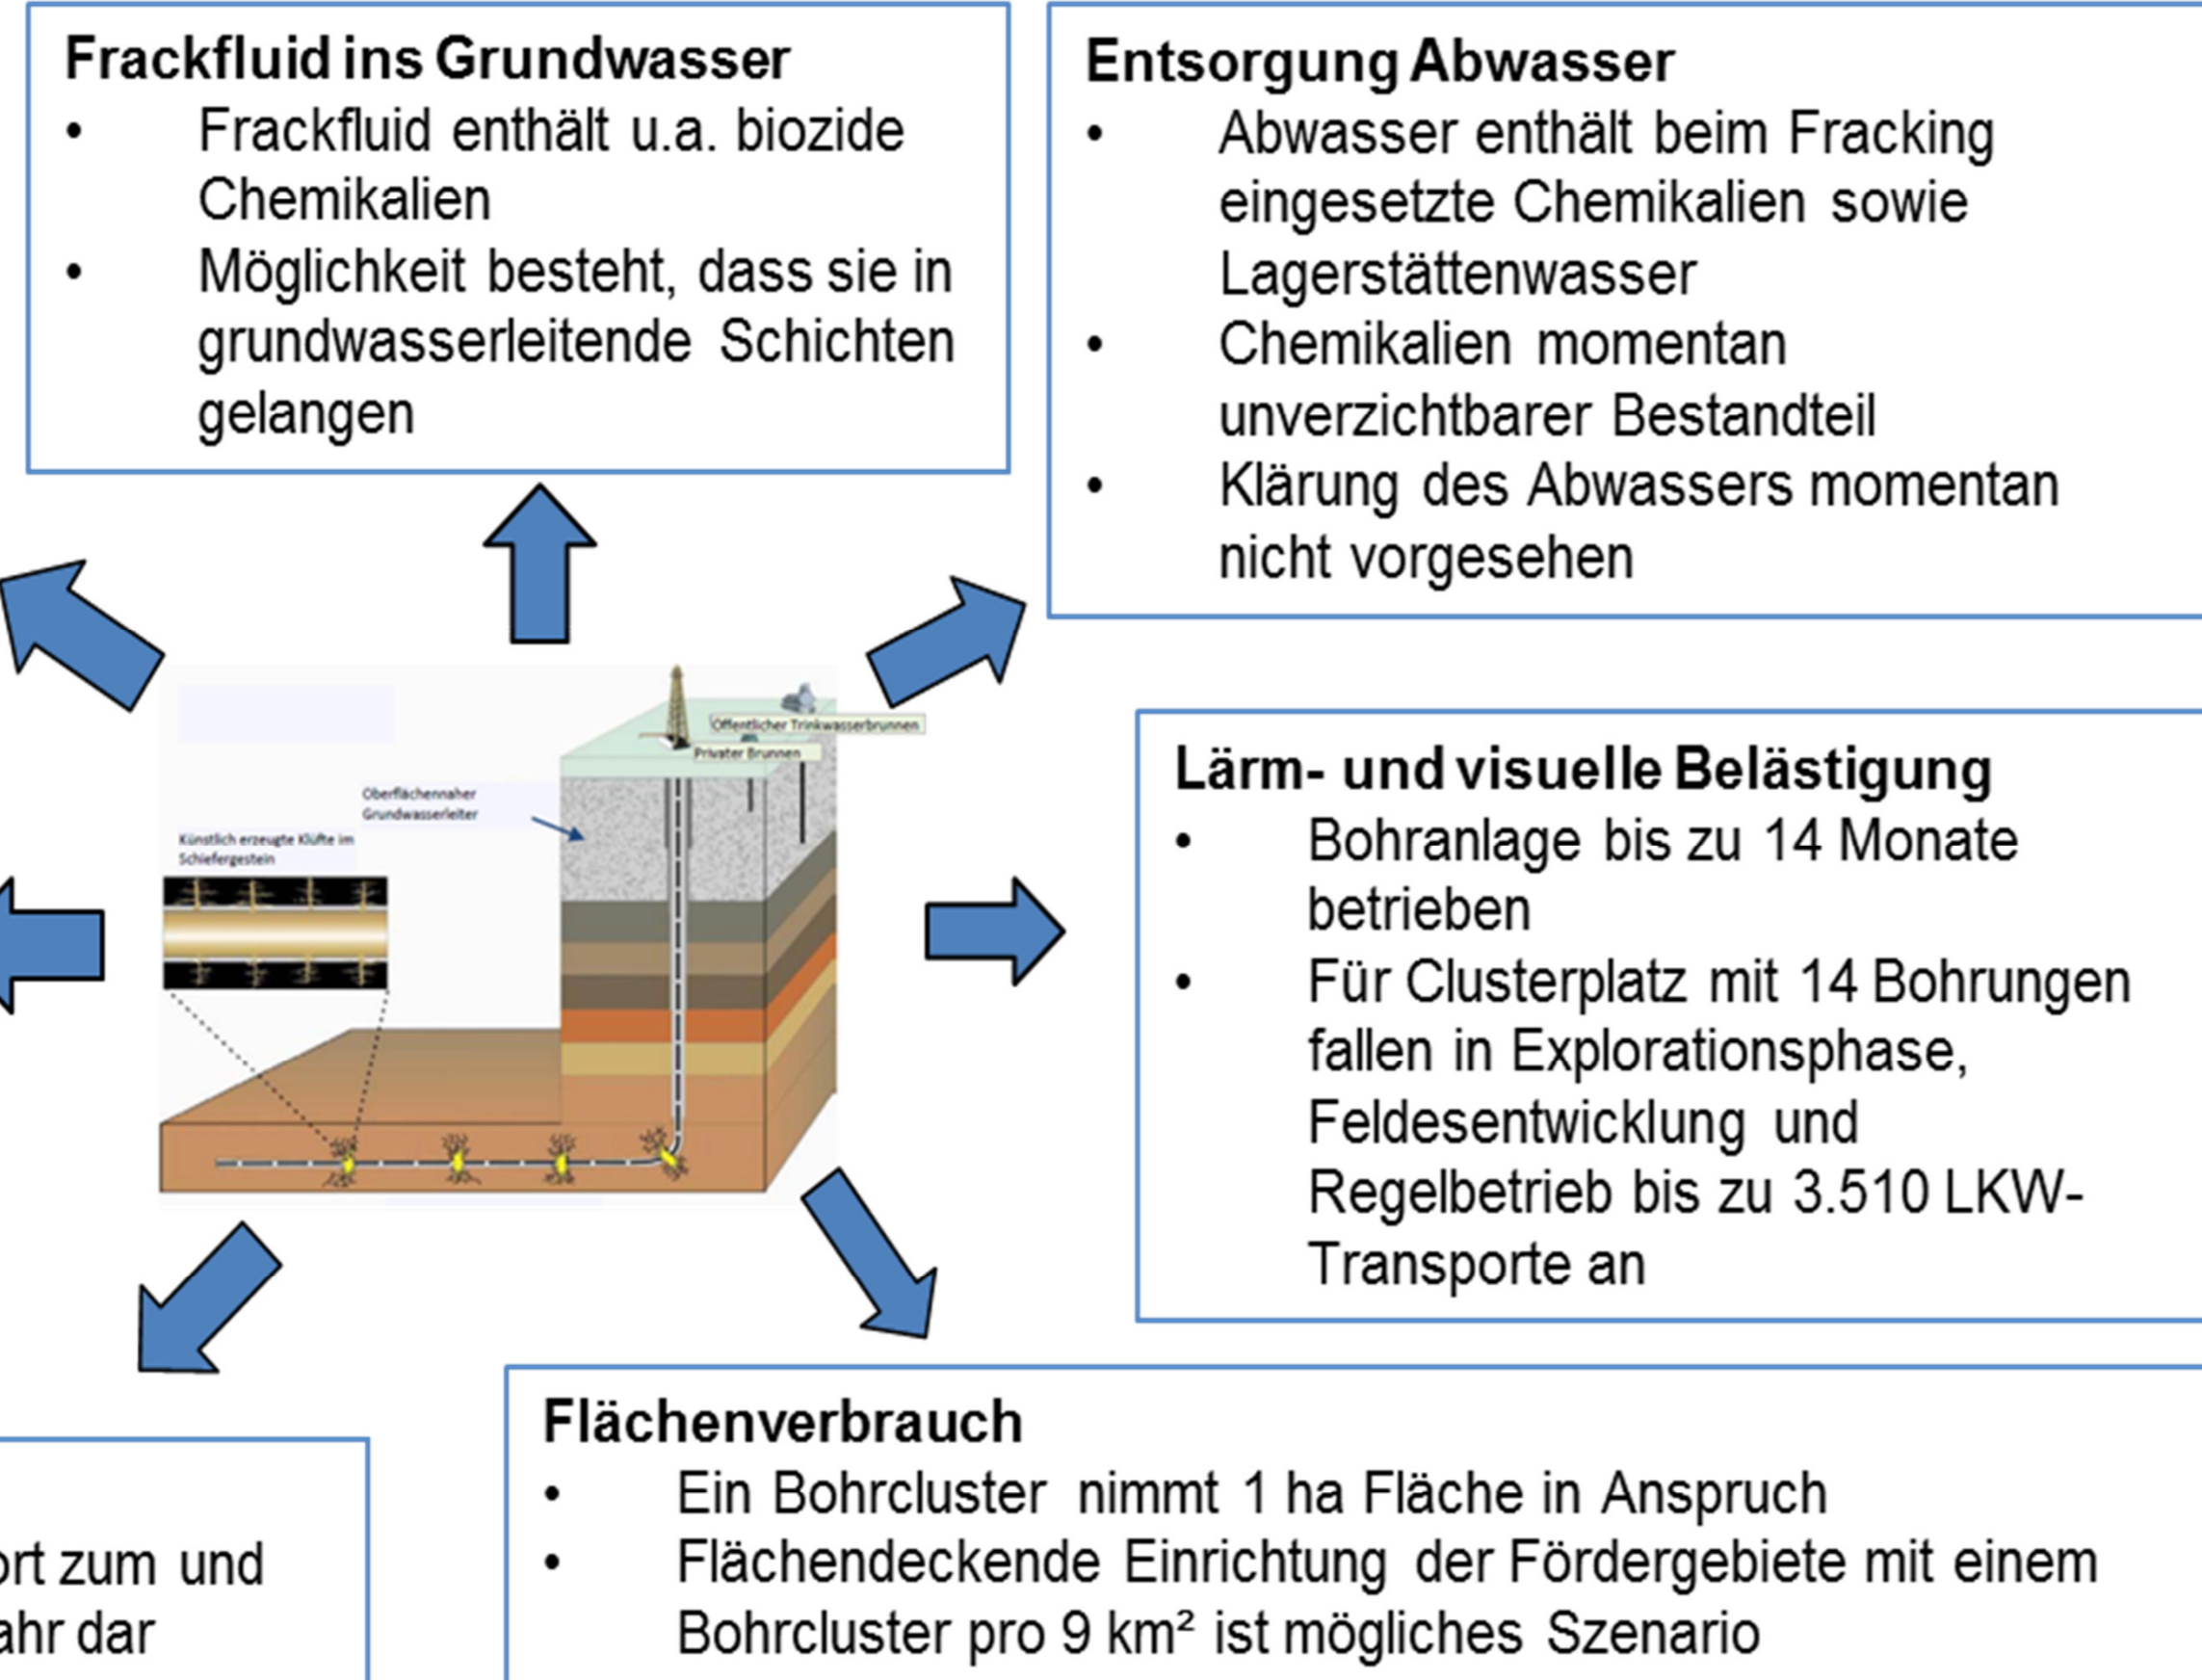 Frackfluid ins Grundwasser
• Frackfluid enthält u.a. biozide
Chemikalien
• Möglichkeit besteht, dass sie in
grundwasserleitende Schichten
gelangen
Entsorgung Abwasser
• Abwasser enthält beim Fracking
eingesetzte Chemikalien sowie
Lagerstättenwasser
• Chemikalien momentan
unverzichtbarer Bestandteil
• Klärung des Abwassers momentan
nicht vorgesehen
Öffentlicher Trinkwasserbrunnen
Privater Brunnen
Oberflächennaher
Grundwasserleiter
Künstlich erzeugte Klüfte im
Schiefergestein
Lärm- und visuelle Belästigung
• Bohranlage bis zu 14 Monate
betrieben
• Für Clusterplatz mit 14 Bohrungen
fallen in Explorationsphase,
Feldesentwicklung und
Regelbetrieb bis zu 3.510 LKW-
Transporte an
ort zum und
ahr dar
Flächenverbrauch
• Ein Bohrcluster nimmt 1 ha Fläche in Anspruch
• Flächendeckende Einrichtung der Fördergebiete mit einem
Bohrcluster pro 9 km² ist mögliches Szenario